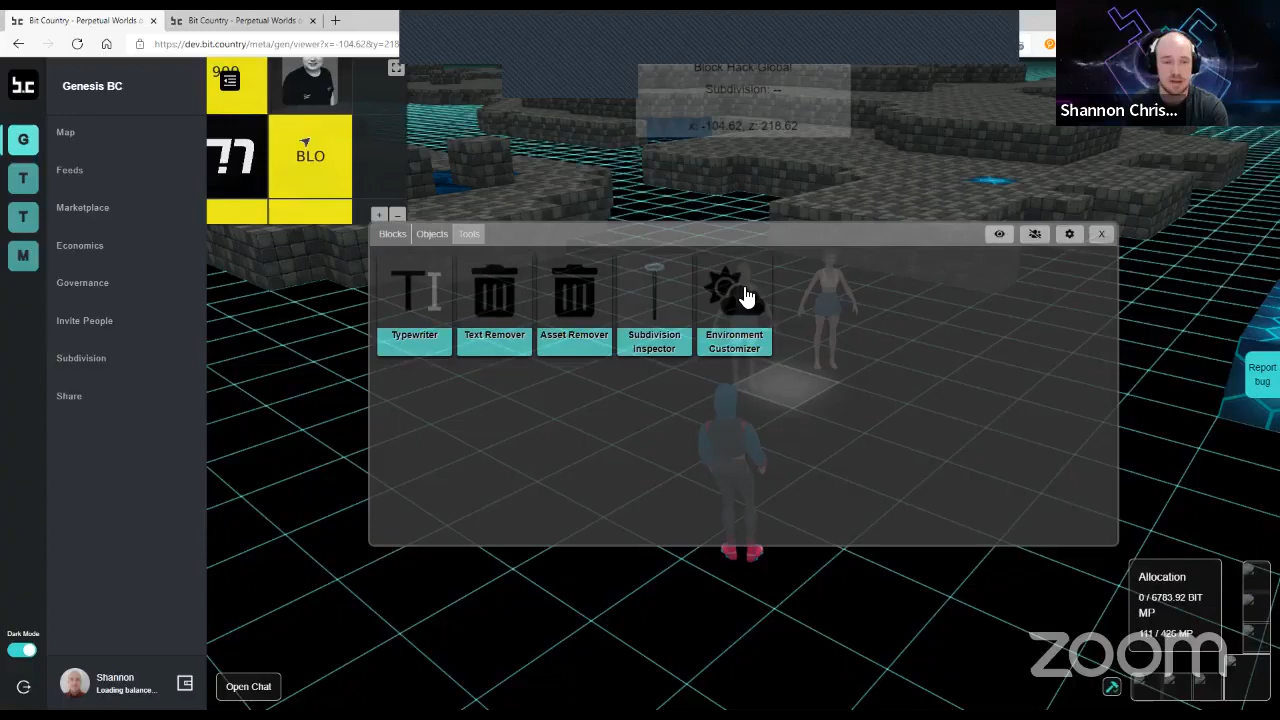 Bit Country - Perpetual Worlds o
Bit Country - Perpetual Worlds o
https://dev.bit.country/meta/gen/viewer?x=-104.62&y=218
Shannon Chris...
b.c
Genesis BC
G
T
T
M
Map
Feeds
Marketplace
Economics
Governance
Invite People
Subdivision
Share
BLO
Block Hack Global
Subdivision: --
x: -104.62, z: 218.62
Blocks
Objects
Tools
X
Typewriter
Text Remover
Asset Remover
Subdivision
Inspector
Environment
Customizer
Report
bug
Allocation
0 / 6783.92 BIT
MP
111 / 426 MP
zoom
Dark Mode
Shannon
Loading balance...
Open Chat